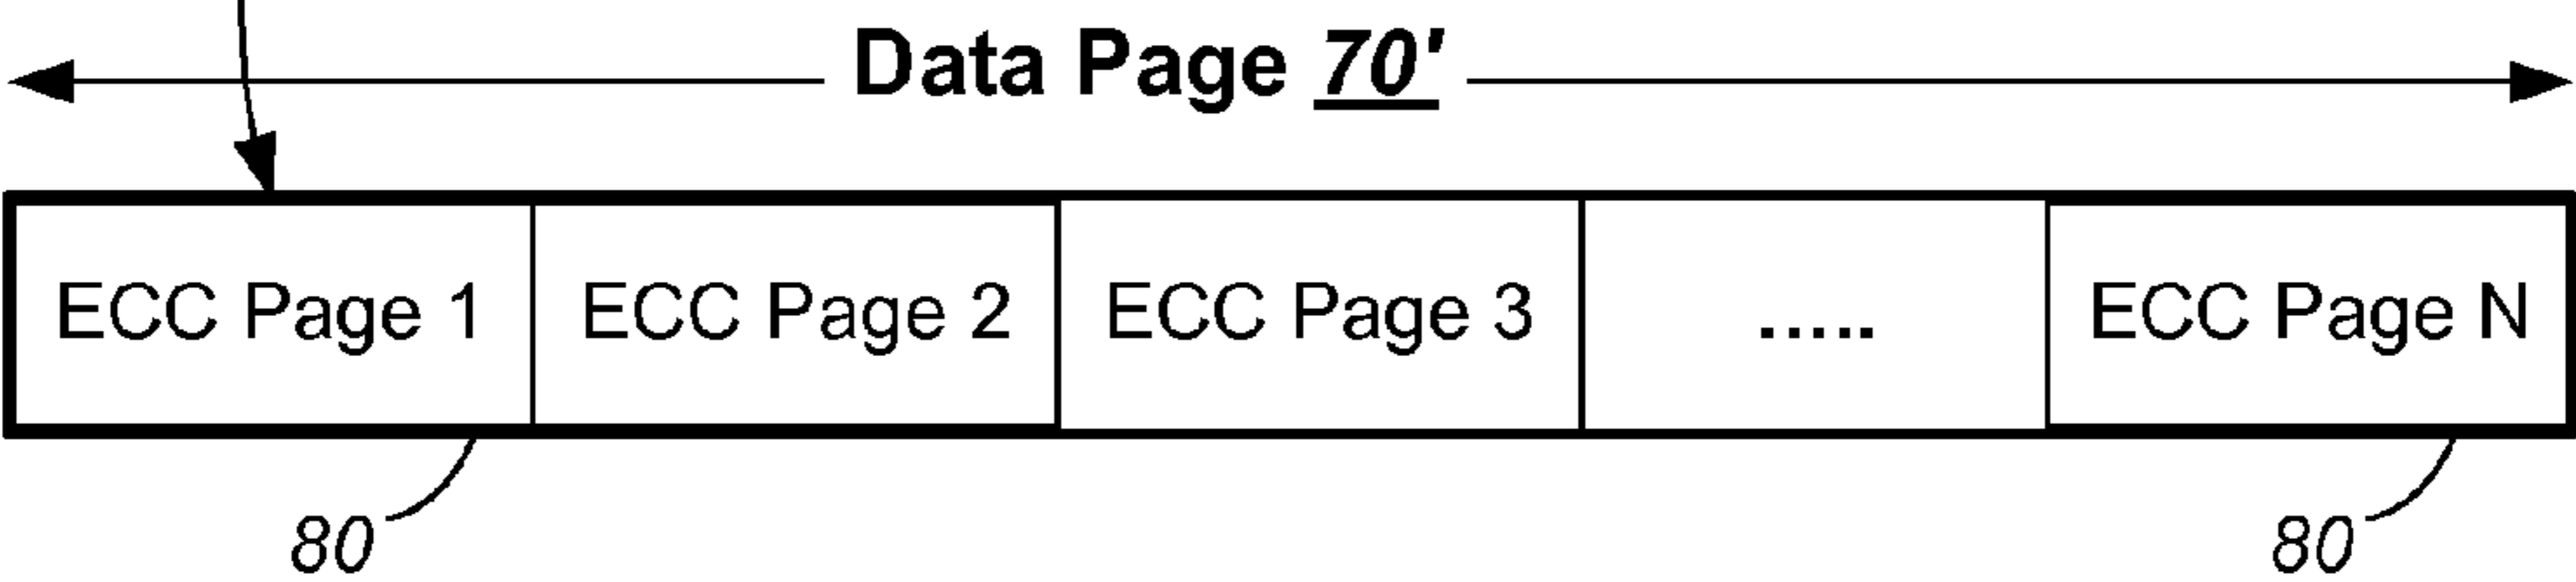 Data Page 70'
ECC Page 1 ECC Page 2 ECC Page 3 ..... ECC Page N
80 80